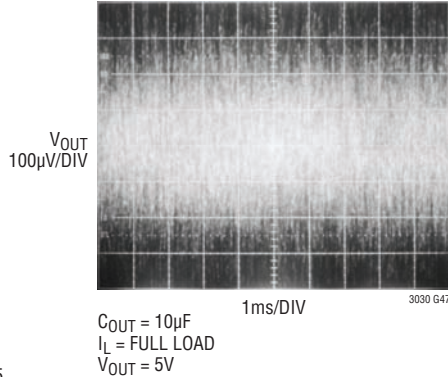 VOUT
100µV/DIV
1ms/DIV
3030 G47
COUT = 10µF
IL = FULL LOAD
VOUT = 5V
s